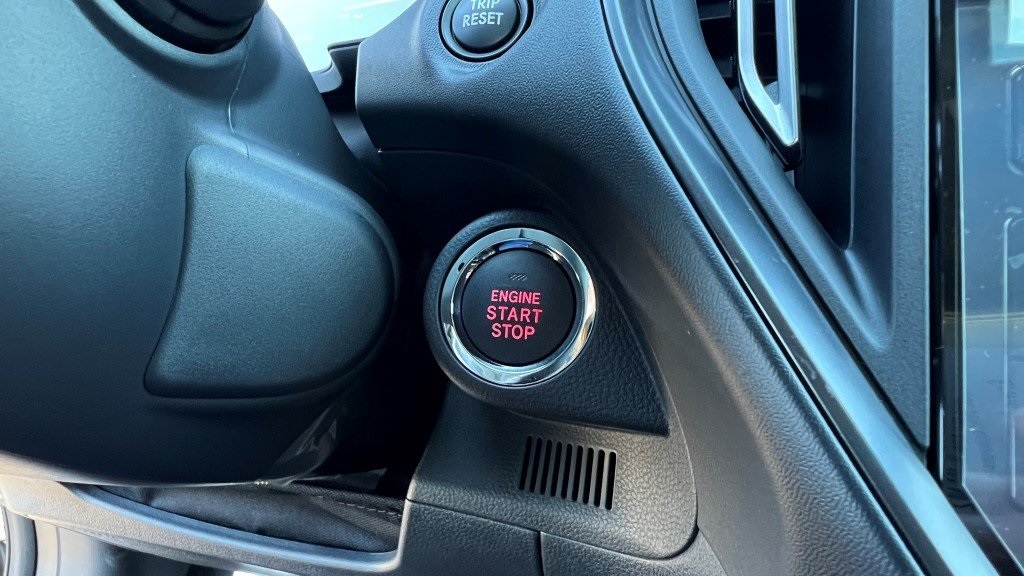 TRIP
RESET
ENGINE
START
STOP